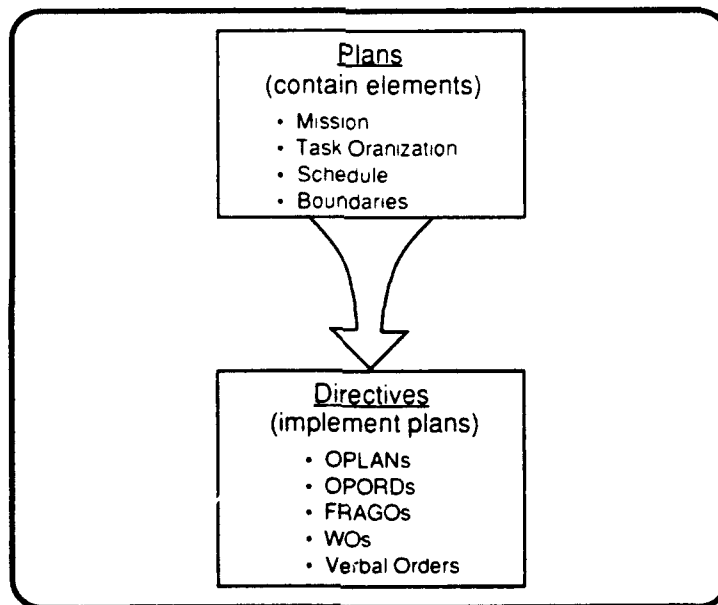 Plans
(contain elements)
• Mission
• Task Oranization
• Schedule
• Boundaries
Directives
(implement plans)
• OPLANs
• OPORDs
• FRAGOs
• WOs
• Verbal Orders